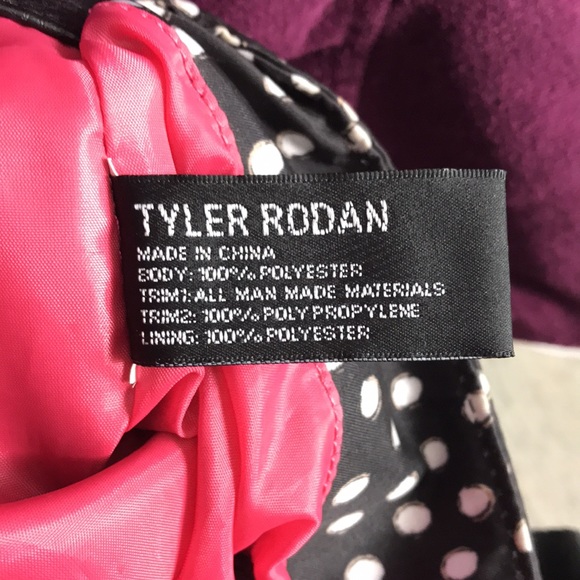 TYLER RODAN
MADE IN CHINA
BODY: 100% POLYESTER
TRIM1: ALL MAN MADE MATERIALS
TRIM2: 100% POLY PROPYLENE
LINING: 100% POLYESTER